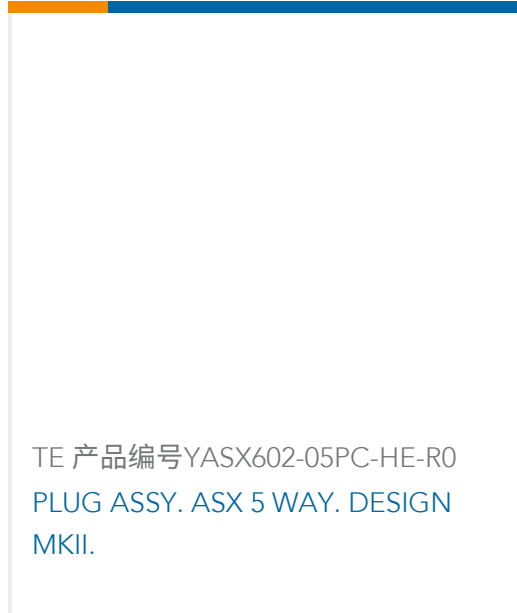 TE 产品编号YASX602-05PC-HE-R0
PLUG ASSY. ASX 5 WAY. DESIGN
MKII.